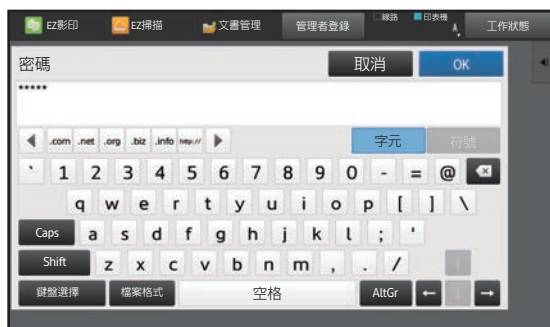 EZ影印 EZ掃描 文書管理 管理者登錄 線路 印表機 工作狀態
密碼 取消 OK
*****
.com .net .org .biz .info http:// 字元 符號
` 1 2 3 4 5 6 7 8 9 0 - = @
q w e r t y u i o p [ ] \
Caps a s d f g h j k l ; '
Shift z x c v b n m , . /
鍵盤選擇 檔案格式 空格 AltGr ← ↓ →